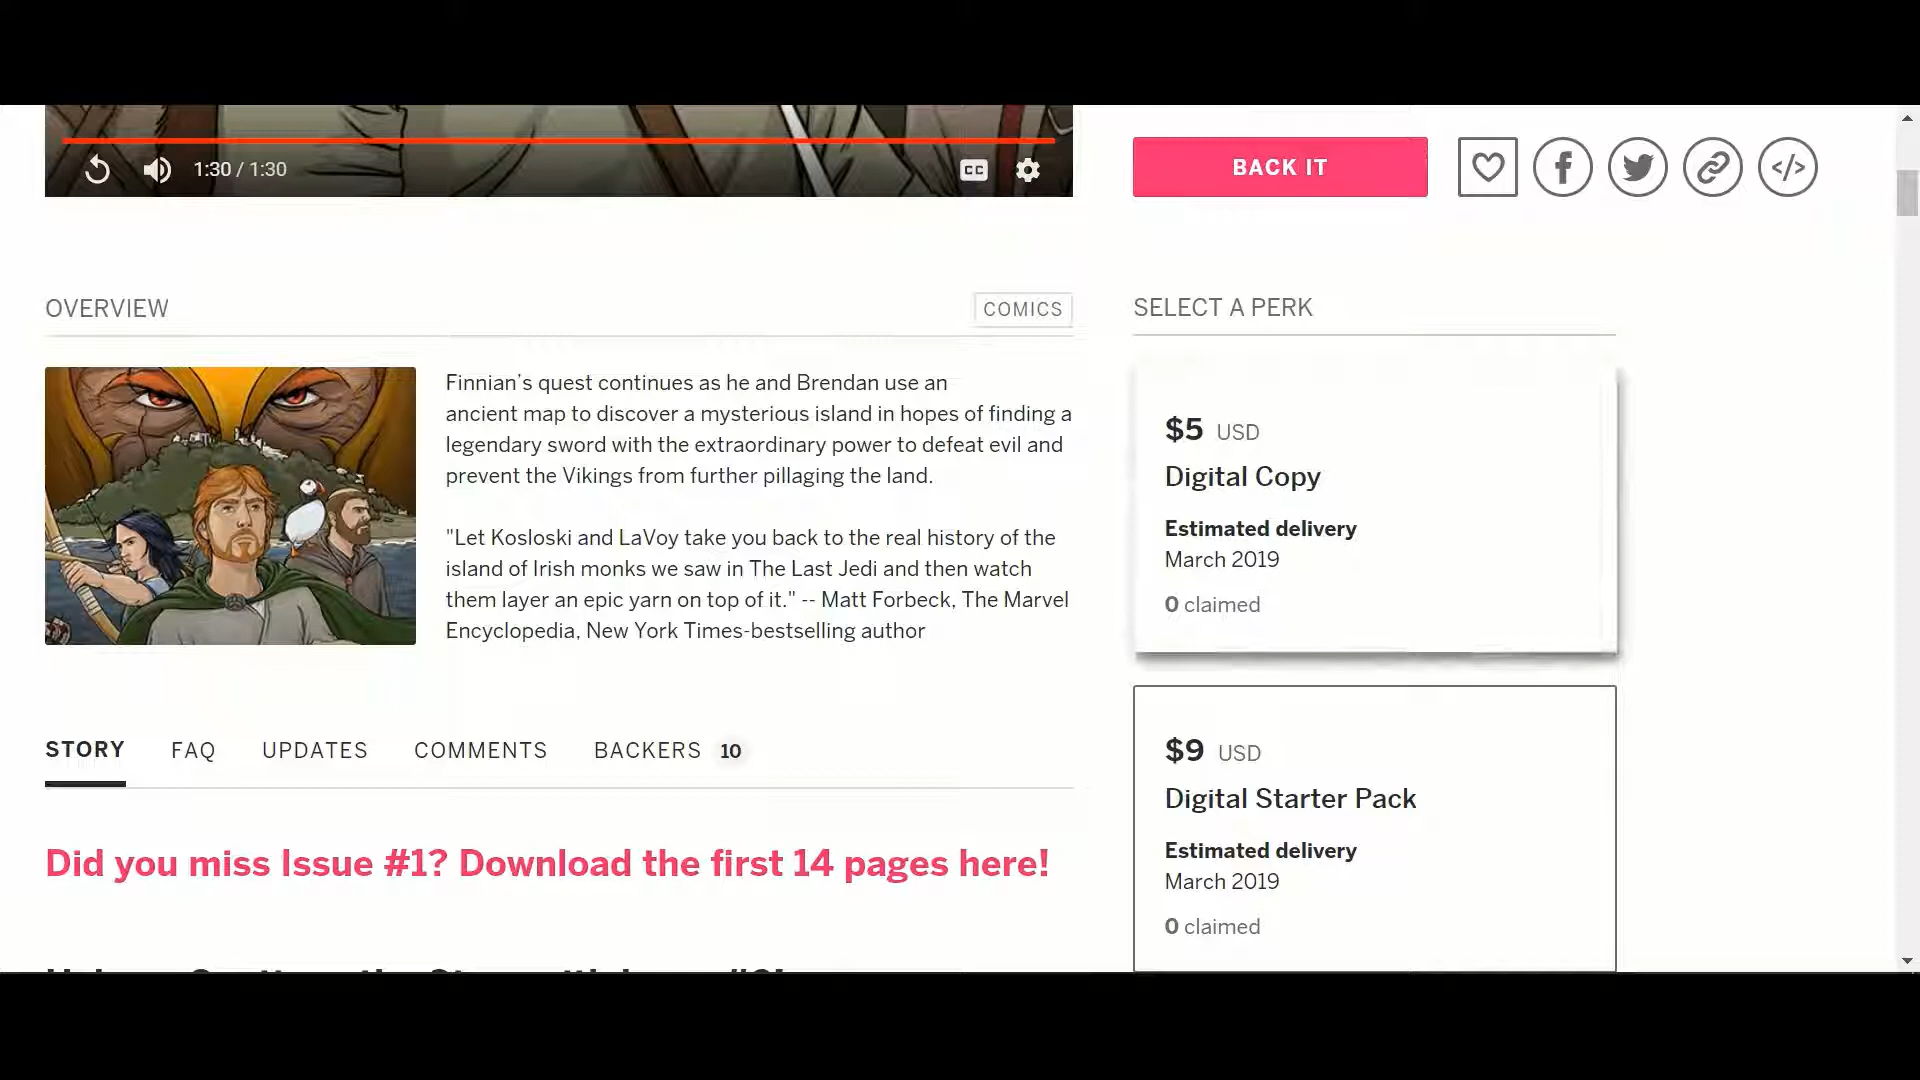 1:30 / 1:30
CC
BACK IT
OVERVIEW
COMICS
Finnian's quest continues as he and Brendan use an
ancient map to discover a mysterious island in hopes of finding a
legendary sword with the extraordinary power to defeat evil and
prevent the Vikings from further pillaging the land.
"Let Kosloski and LaVoy take you back to the real history of the
island of Irish monks we saw in The Last Jedi and then watch
them layer an epic yarn on top of it." -- Matt Forbeck, The Marvel
Encyclopedia, New York Times-bestselling author
STORY FAQ UPDATES COMMENTS BACKERS 10
Did you miss Issue #1? Download the first 14 pages here!
SELECT A PERK
$5 USD
Digital Copy
Estimated delivery
March 2019
0 claimed
$9 USD
Digital Starter Pack
Estimated delivery
March 2019
0 claimed